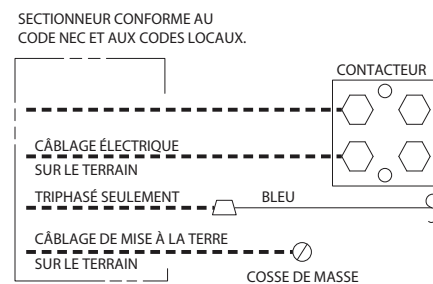 SECTIONNEUR CONFORME AU
CODE NEC ET AUX CODES LOCAUX.
CONTACTEUR
CÂBLAGE ÉLECTRIQUE
SUR LE TERRAIN
TRIPHASÉ SEULEMENT
BLEU
CÂBLAGE DE MISE À LA TERRE
SUR LE TERRAIN
COSSE DE MASSE